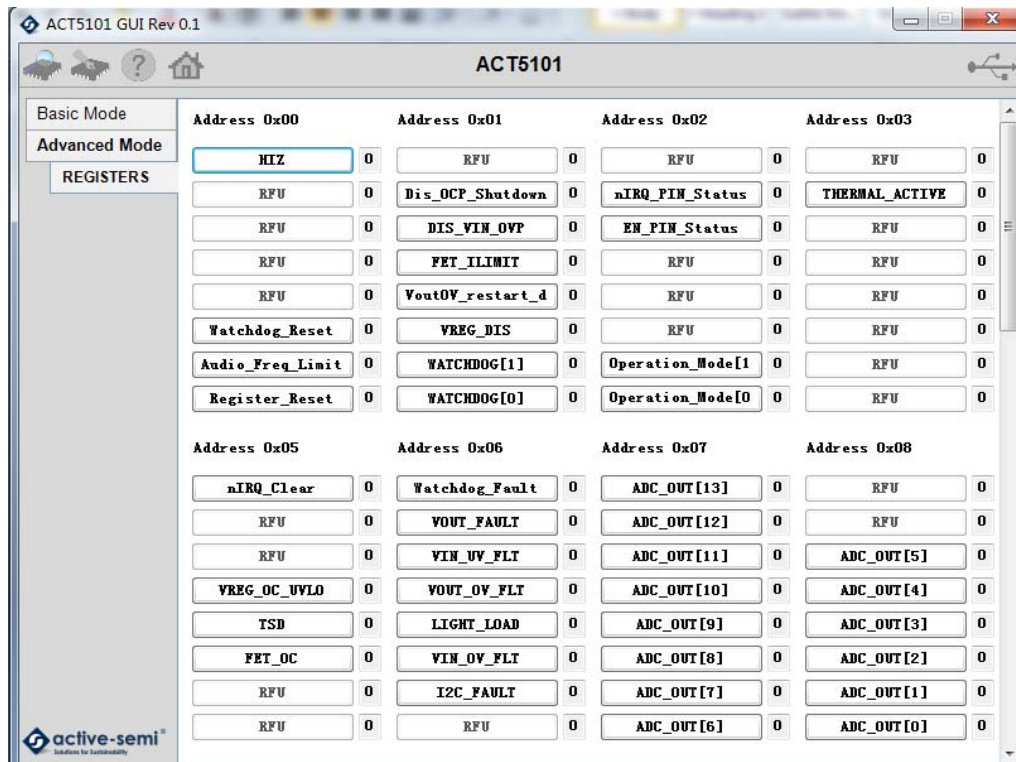 ACT5101 GUI Rev 0.1
ACT5101
Basic Mode
Advanced Mode
REGISTERS
Address 0x00 Address 0x01 Address 0x02 Address 0x03
HIZ 0 RFU 0 RFU 0 RFU 0
RFU 0 Dis_OCP_Shutdown 0 nIRQ_PIN_Status 0 THERMAL_ACTIVE 0
RFU 0 DIS_VIN_OVP 0 EN_PIN_Status 0 RFU 0
RFU 0 FET_ILIMIT 0 RFU 0 RFU 0
RFU 0 VoutOV_restart_d 0 RFU 0 RFU 0
Watchdog_Reset 0 VREG_DIS 0 RFU 0 RFU 0
Audio_Freq_Limit 0 WATCHDOG[1] 0 Operation_Mode[1 0 RFU 0
Register_Reset 0 WATCHDOG[0] 0 Operation_Mode[0 0 RFU 0
Address 0x05 Address 0x06 Address 0x07 Address 0x08
nIRQ_Clear 0 Watchdog_Fault 0 ADC_OUT[13] 0 RFU 0
RFU 0 VOUT_FAULT 0 ADC_OUT[12] 0 RFU 0
RFU 0 VIN_UV_FLT 0 ADC_OUT[11] 0 ADC_OUT[5] 0
VREG_OC_UVLO 0 VOUT_OV_FLT 0 ADC_OUT[10] 0 ADC_OUT[4] 0
TSD 0 LIGHT_LOAD 0 ADC_OUT[9] 0 ADC_OUT[3] 0
FET_OC 0 VIN_OV_FLT 0 ADC_OUT[8] 0 ADC_OUT[2] 0
RFU 0 I2C_FAULT 0 ADC_OUT[7] 0 ADC_OUT[1] 0
RFU 0 RFU 0 ADC_OUT[6] 0 ADC_OUT[0] 0
active-semi
Solutions for Sustainability